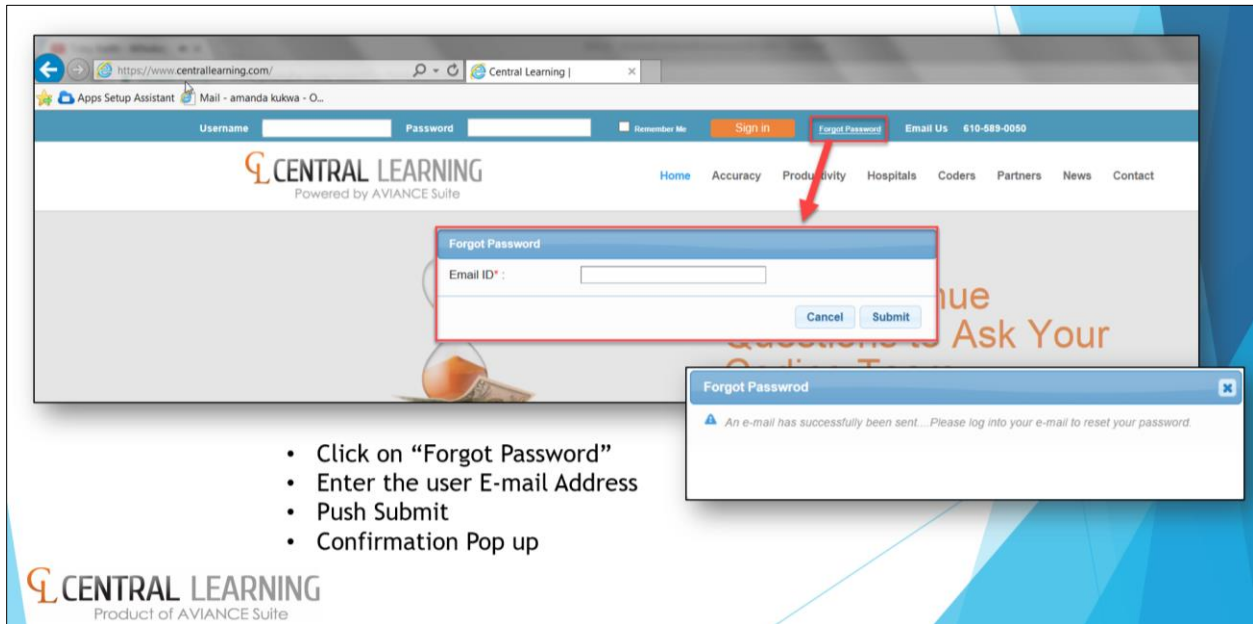 https://www.centrallearning.com/
Central Learning |
Apps Setup Assistant Mail - amanda kukwa - O...
Username Password Remember Me Sign in Forgot Password Email Us 610-589-0050
CL CENTRAL LEARNING
Powered by AVIANCE Suite
Home Accuracy Productivity Hospitals Coders Partners News Contact
Forgot Password
Email ID* :
Cancel Submit
to Ask Your
Forgot Passwrod
An e-mail has successfully been sent....Please log into your e-mail to reset your password.
• Click on “Forgot Password”
• Enter the user E-mail Address
• Push Submit
• Confirmation Pop up
CL CENTRAL LEARNING
Product of AVIANCE Suite